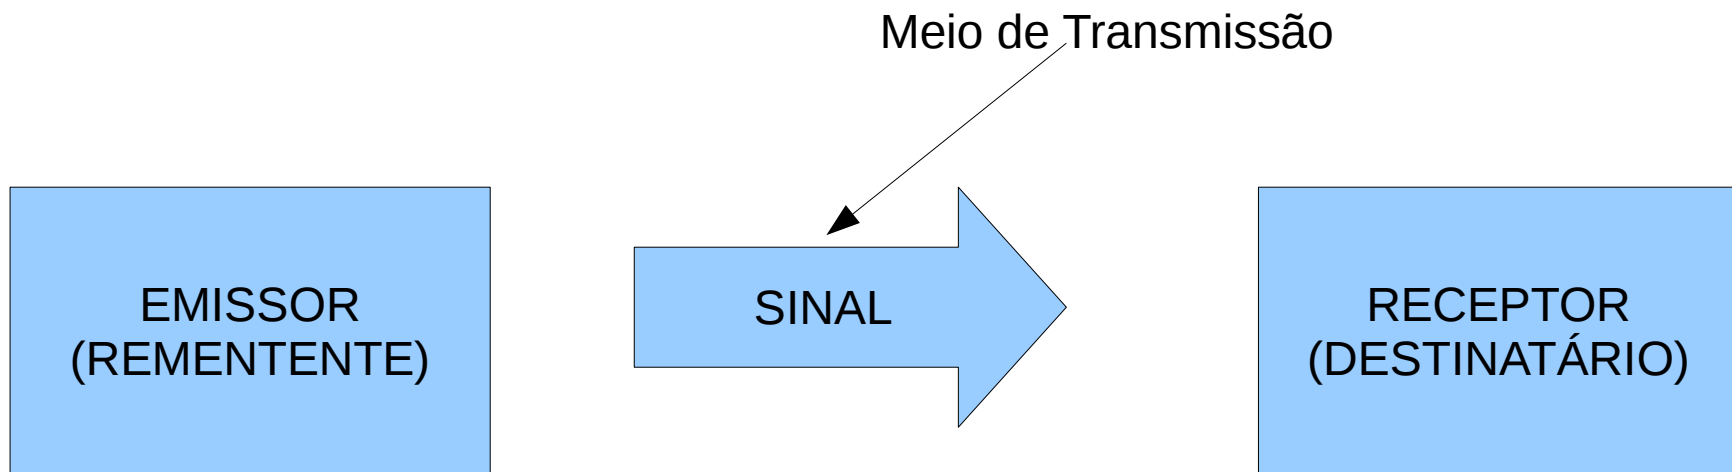 Meio de Transmissão
EMISSOR
(REMENTENTE)
SINAL
RECEPTOR
(DESTINATÁRIO)